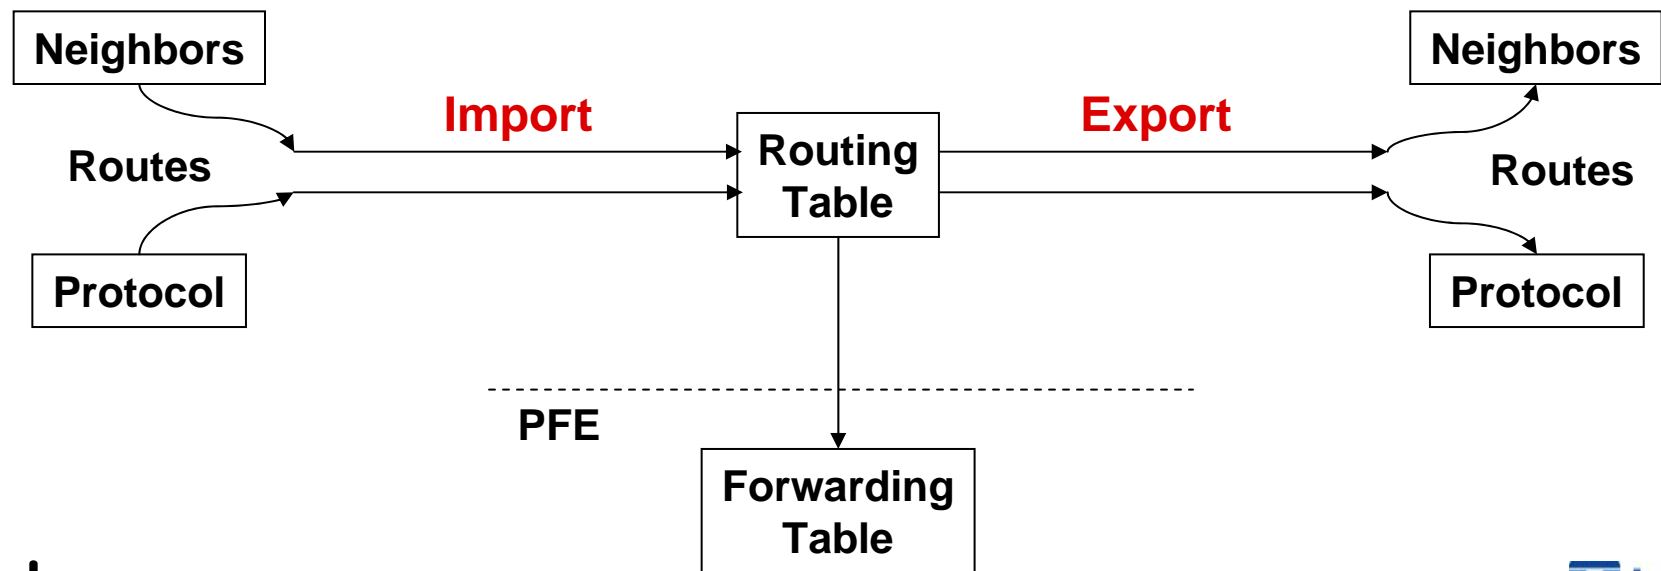 Neighbors
Neighbors
Import
Export
Routing
Table
Routes
Routes
Protocol
Protocol
PFE
Forwarding
Table